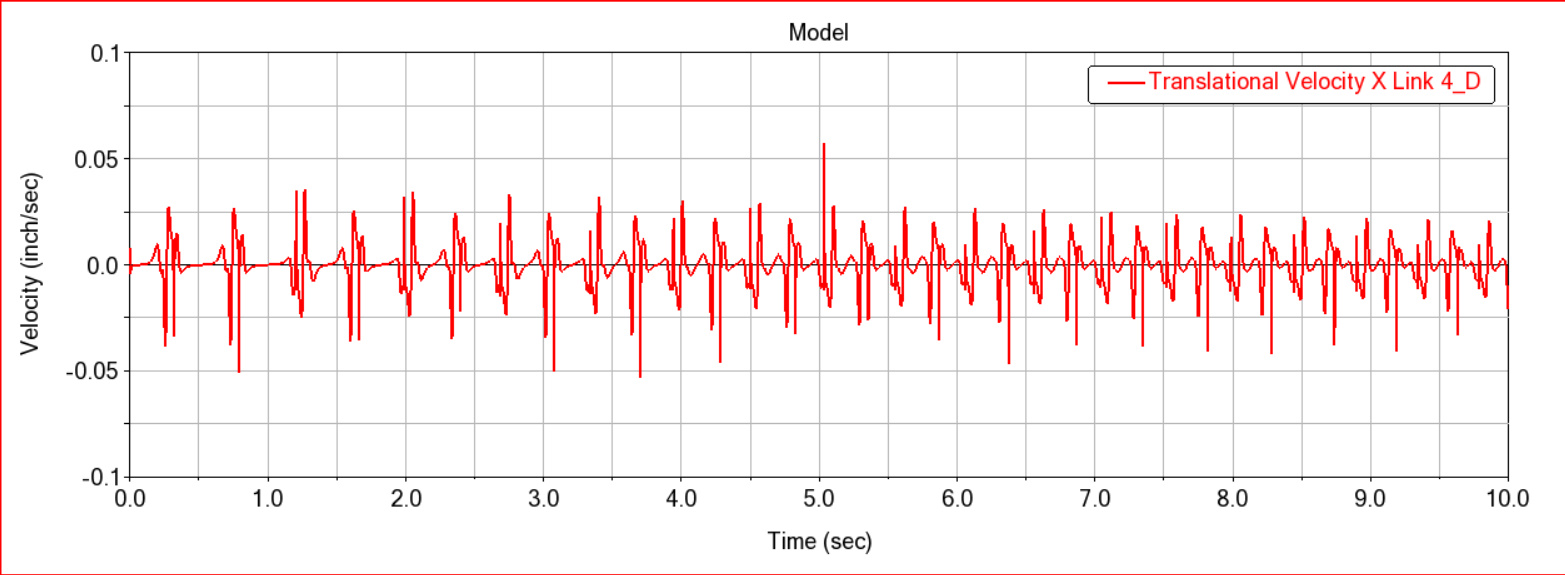 Model
Translational Velocity X Link 4_D
0.1
0.05
0.0
-0.05
-0.1
Velocity (inch/sec)
0.0 1.0 2.0 3.0 4.0 5.0 6.0 7.0 8.0 9.0 10.0
Time (sec)